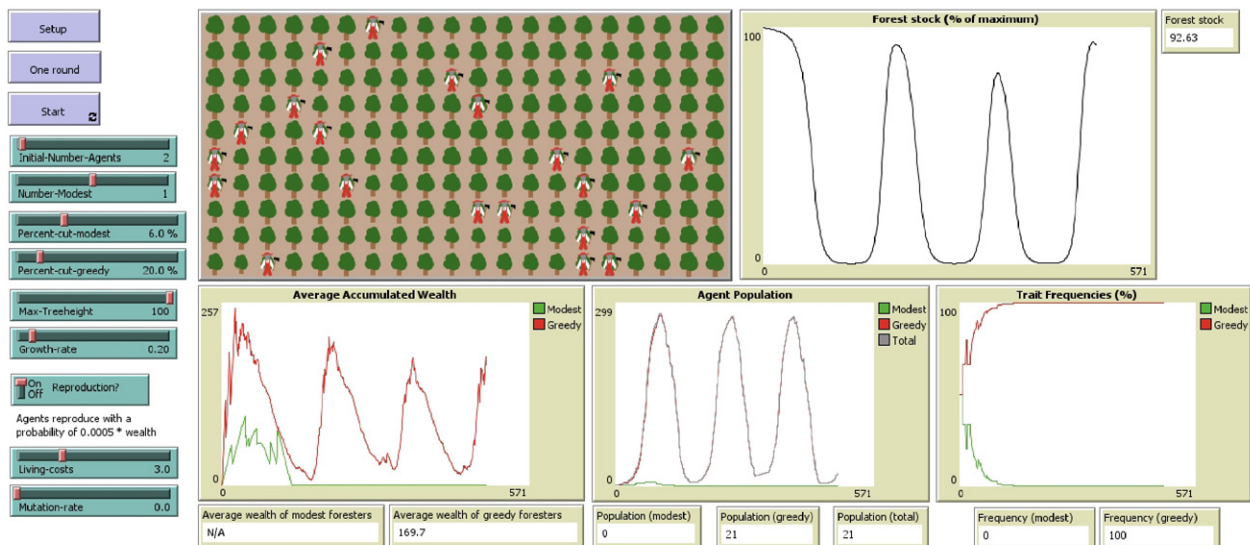 Setup
One round
Start
Initial-Number-Agents 2
Number-Modest 1
Percent-cut-modest 6.0 %
Percent-cut-greedy 20.0 %
Max-Treeheight 100
Growth-rate 0.20
On
Off
Reproduction?
Agents reproduce with a
probability of 0.0005 * wealth
Living-costs 3.0
Mutation-rate 0.0
Forest stock (% of maximum)
100
0
0 571
Forest stock
92.63
Average Accumulated Wealth
257
0
0 571
Modest
Greedy
Agent Population
299
0
0 571
Modest
Greedy
Total
Trait Frequencies (%)
100
0
0 571
Modest
Greedy
Average wealth of modest foresters
N/A
Average wealth of greedy foresters
169.7
Population (modest)
0
Population (greedy)
21
Population (total)
21
Frequency (modest)
0
Frequency (greedy)
100